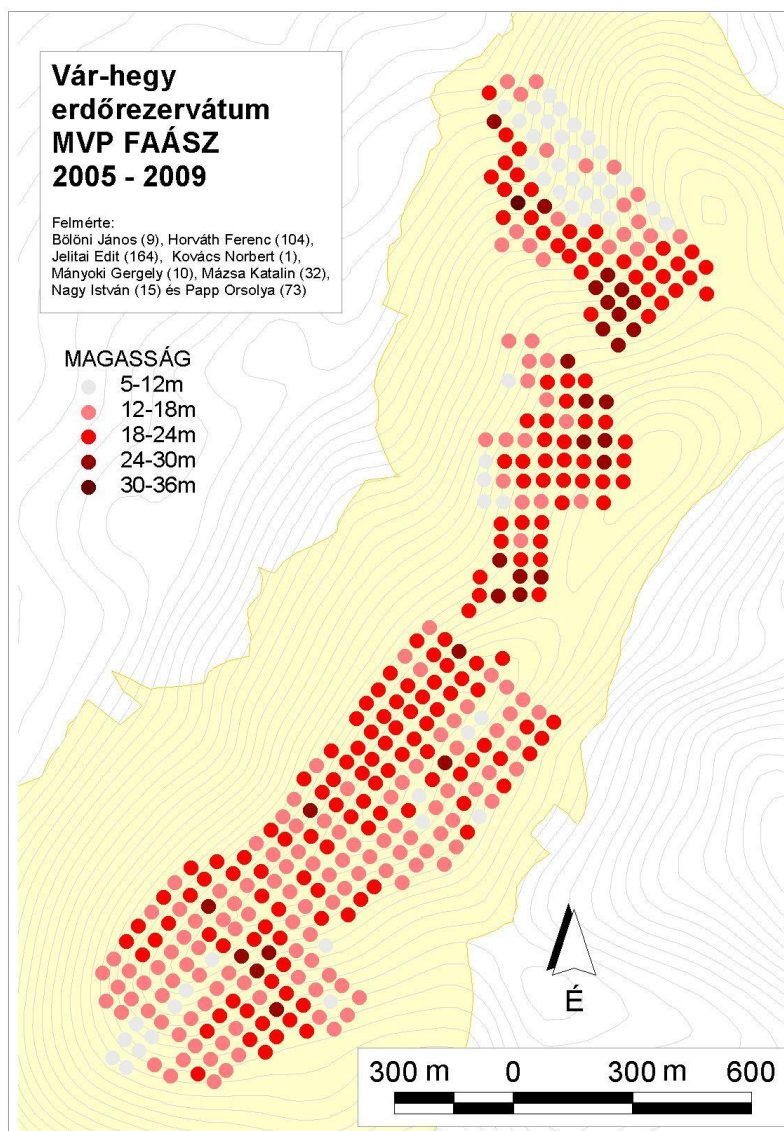 Vár-hegy
erdőrezervátum
MVP FAÁSZ
2005 - 2009
Felmérte:
Bölöni János (9), Horváth Ferenc (104),
Jelitai Edit (164), Kovács Norbert (1),
Mányoki Gergely (10), Mázsa Katalin (32),
Nagy István (15) és Papp Orsolya (73)
MAGASSÁG
5-12m
12-18m
18-24m
24-30m
30-36m
É
300 m 0 300 m 600